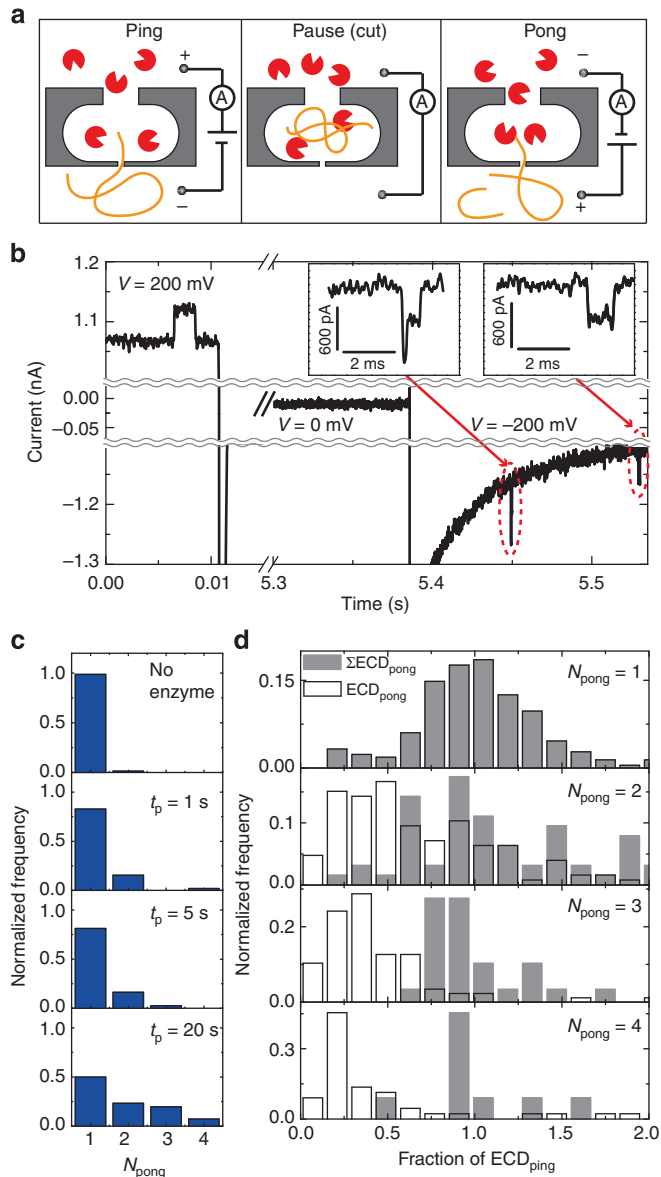 a
Ping
Pause (cut)
Pong
+
A
−
A
−
A
+
b
1.2
V = 200 mV
1.1
0.00
−0.05
V = 0 mV
V = −200 mV
−1.2
−1.3
Current (nA)
600 pA
2 ms
600 pA
2 ms
0.00
0.01
5.3
5.4
5.5
Time (s)
c
1.0
No
enzyme
0.5
0.0
1.0
tp = 1 s
0.5
0.0
1.0
tp = 5 s
0.5
0.0
1.0
tp = 20 s
0.5
0.0
1
2
3
4
Npong
Normalized frequency
d
ΣECDpong
ECDpong
Npong = 1
0.15
0.00
Npong = 2
0.15
0.0
Npong = 3
0.2
0.0
Npong = 4
0.3
0.0
0.0
0.5
1.0
1.5
2.0
Fraction of ECDping
Normalized frequency